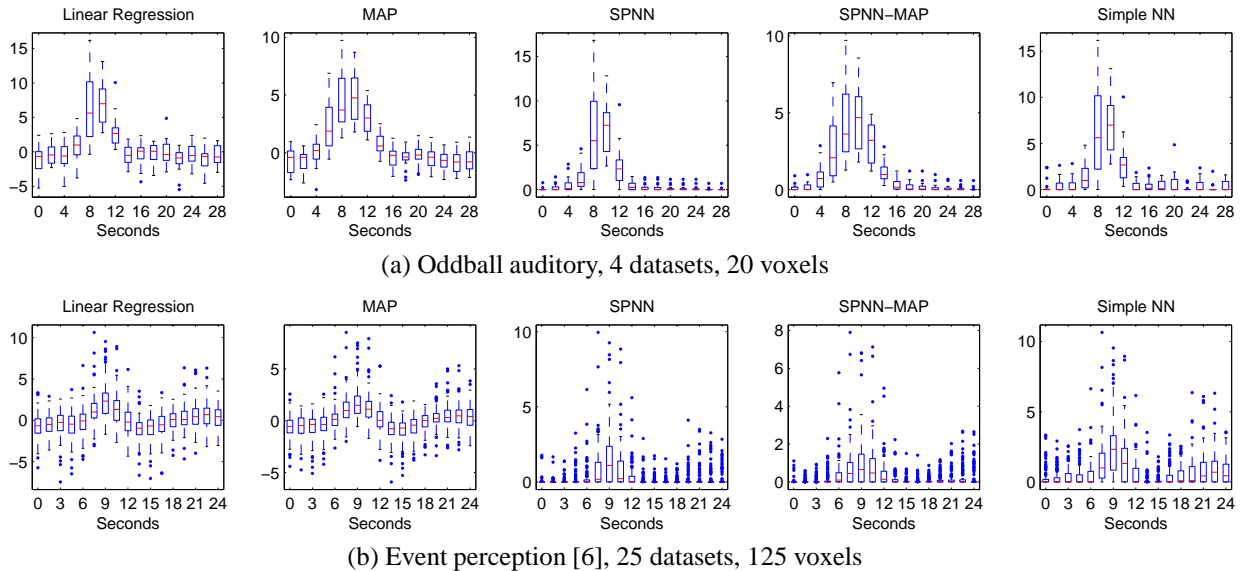 Linear Regression
MAP
SPNN
SPNN−MAP
Simple NN
15
10
5
0
−5
0 4 8 12 16 20 24 28
Seconds
10
5
0
0 4 8 12 16 20 24 28
Seconds
15
10
5
0
0 4 8 12 16 20 24 28
Seconds
10
5
0
0 4 8 12 16 20 24 28
Seconds
15
10
5
0
0 4 8 12 16 20 24 28
Seconds
(a) Oddball auditory, 4 datasets, 20 voxels
Linear Regression
MAP
SPNN
SPNN−MAP
Simple NN
10
5
0
−5
0 3 6 9 12 15 18 21 24
Seconds
5
0
−5
0 3 6 9 12 15 18 21 24
Seconds
10
5
0
0 3 6 9 12 15 18 21 24
Seconds
8
6
4
2
0
0 3 6 9 12 15 18 21 24
Seconds
10
5
0
0 3 6 9 12 15 18 21 24
Seconds
(b) Event perception [6], 25 datasets, 125 voxels